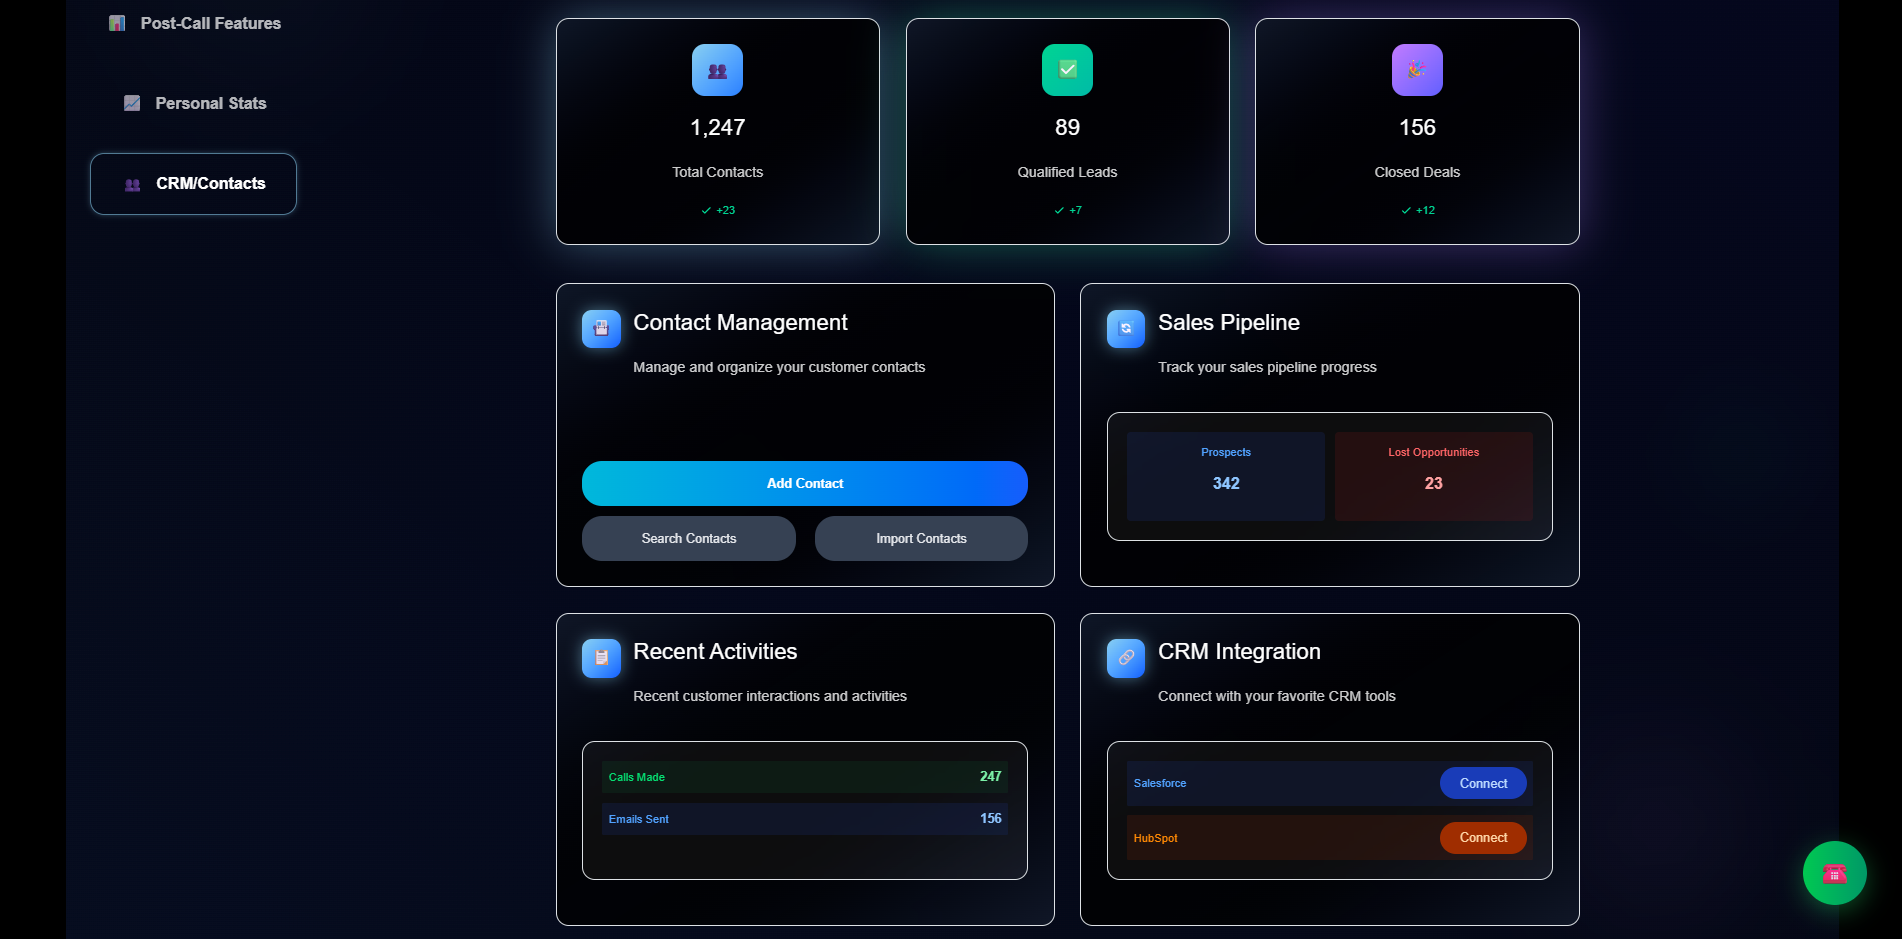 Post-Call Features
Personal Stats
CRM/Contacts
1,247
Total Contacts
+23
89
Qualified Leads
+7
156
Closed Deals
+12
Contact Management
Manage and organize your customer contacts
Add Contact
Search Contacts
Import Contacts
Sales Pipeline
Track your sales pipeline progress
Prospects
342
Lost Opportunities
23
Recent Activities
Recent customer interactions and activities
Calls Made 247
Emails Sent 156
CRM Integration
Connect with your favorite CRM tools
Salesforce Connect
HubSpot Connect